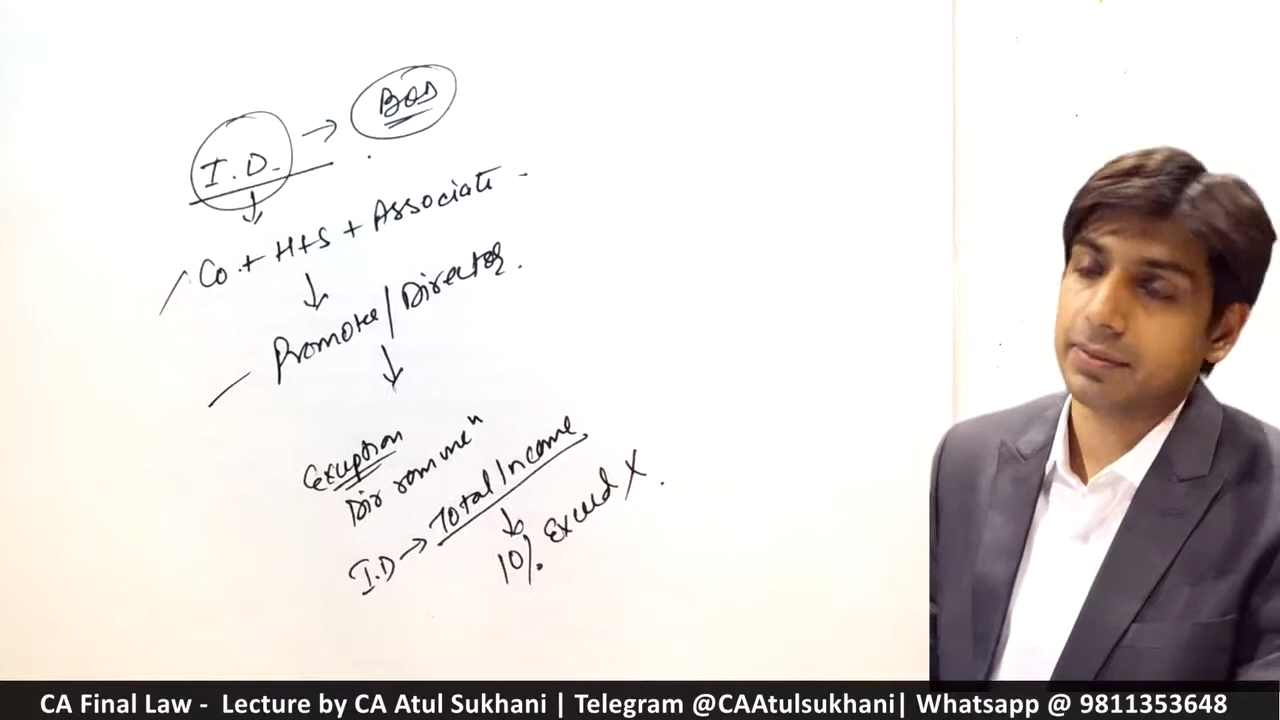 I.D. → BOD
Co + H+S + Associate
Promoter/Director.
exception
Dir remunen
I.D → Total Income
10% Exceed X.
CA Final Law - Lecture by CA Atul Sukhani | Telegram @CAAtulsukhani| Whatsapp @ 9811353648